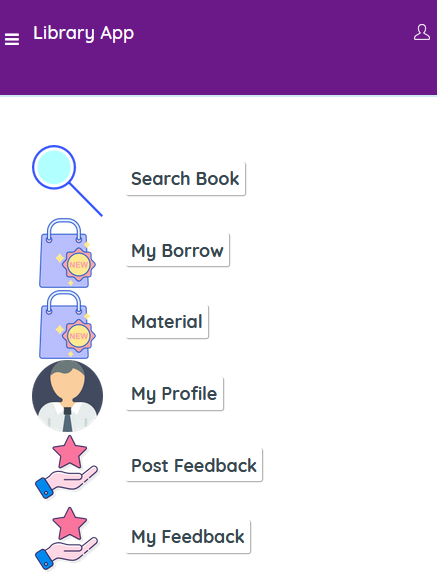 Library App
Search Book
NEW
My Borrow
NEW
Material
My Profile
Post Feedback
My Feedback